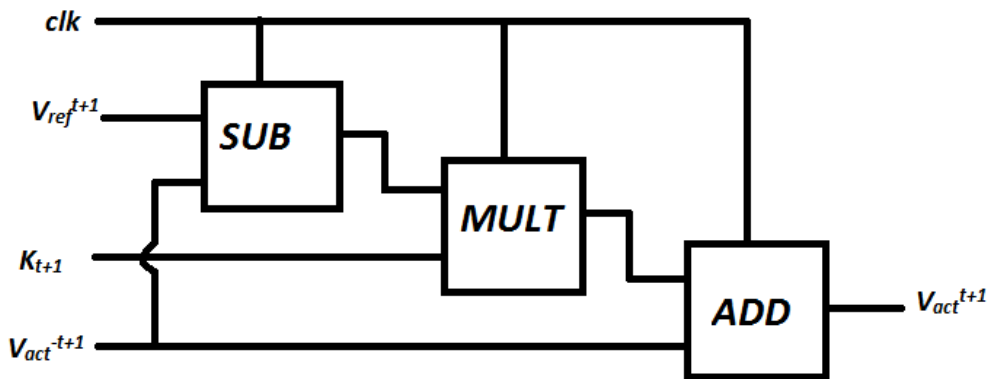 clk
V_ref^t+1
SUB
MULT
K_t+1
ADD
V_act^t+1
V_act^-t+1